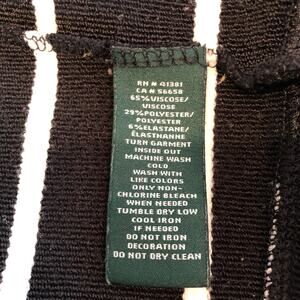 RN # 41381
CA # 56658
65% VISCOSE/
VISCOSE
29% POLYESTER/
POLYESTER
6% ELASTANE/
ÉLASTHANNE
TURN GARMENT
INSIDE OUT
MACHINE WASH
COLD
WASH WITH
LIKE COLORS
ONLY NON-
CHLORINE BLEACH
WHEN NEEDED
TUMBLE DRY LOW
COOL IRON
IF NEEDED
DO NOT IRON
DECORATION
DO NOT DRY CLEAN